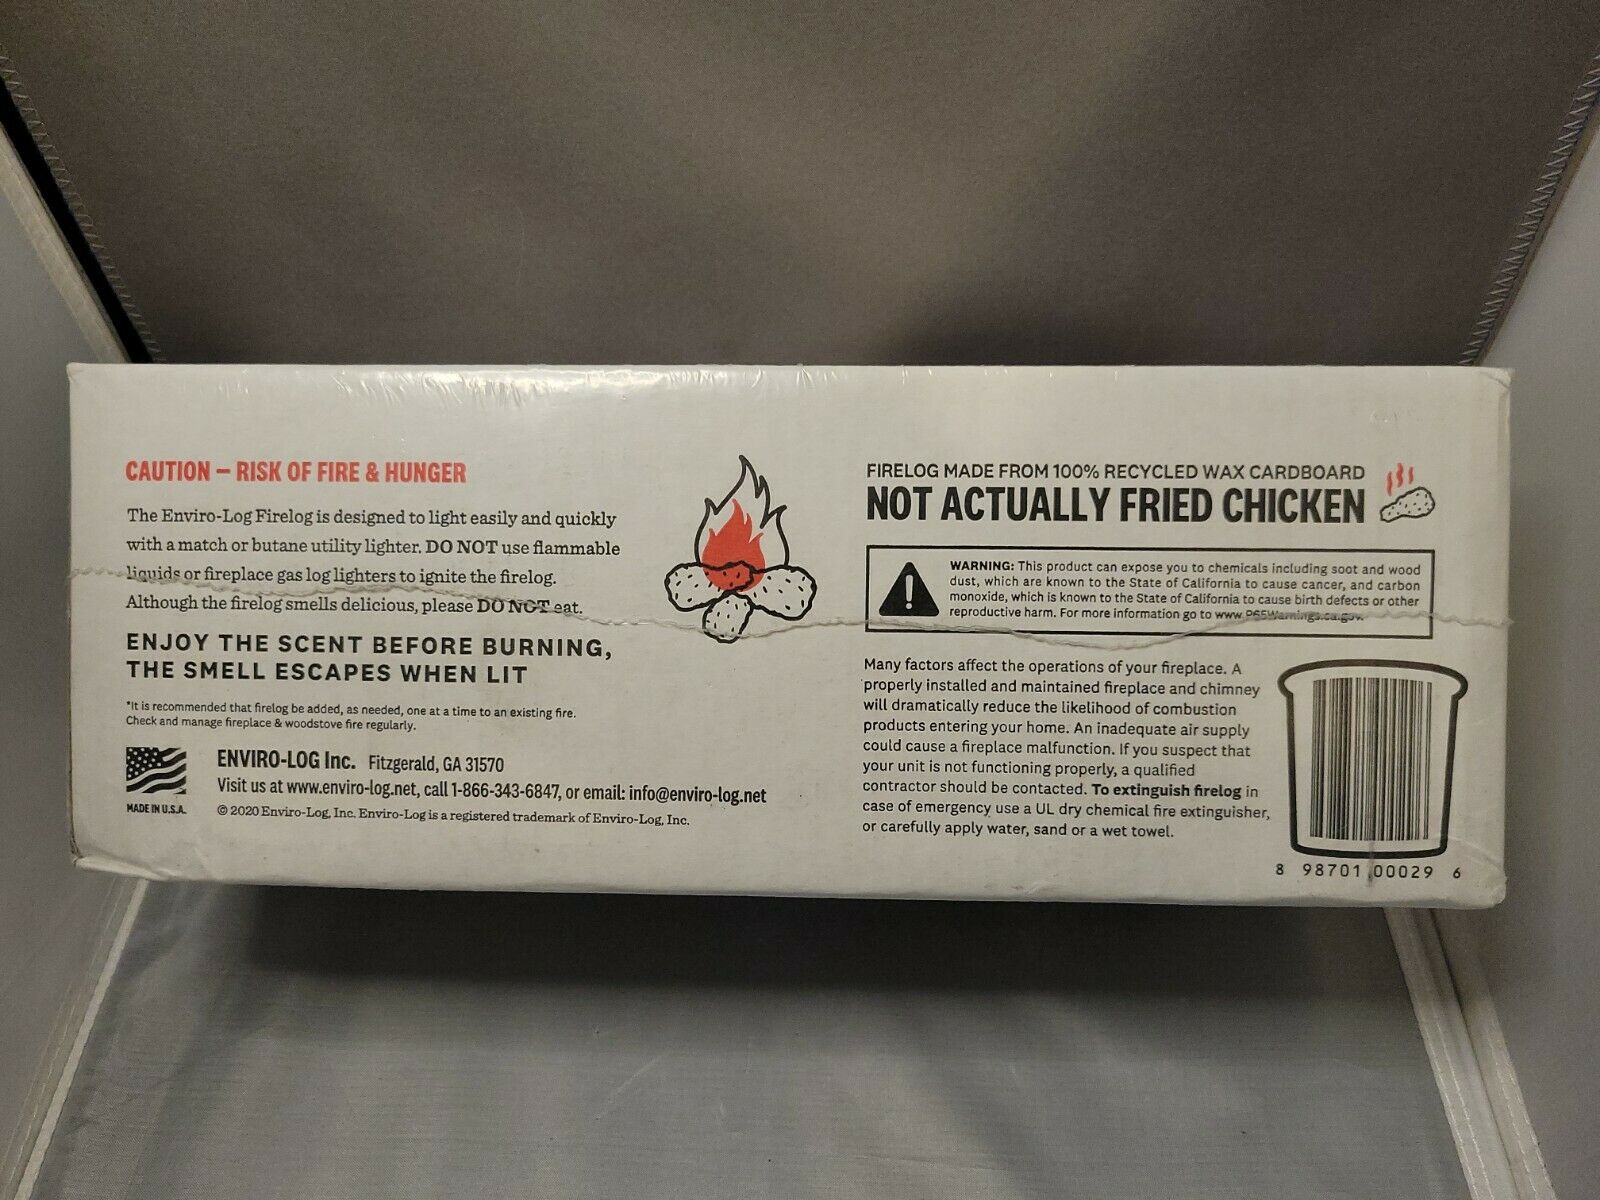 CAUTION – RISK OF FIRE & HUNGER
The Enviro-Log Firelog is designed to light easily and quickly
with a match or butane utility lighter. DO NOT use flammable
liquids or fireplace gas log lighters to ignite the firelog.
Although the firelog smells delicious, please DO NOT eat.
ENJOY THE SCENT BEFORE BURNING,
THE SMELL ESCAPES WHEN LIT
*It is recommended that firelog be added, as needed, one at a time to an existing fire.
Check and manage fireplace & woodstove fire regularly.
MADE IN U.S.A.
ENVIRO-LOG Inc. Fitzgerald, GA 31570
Visit us at www.enviro-log.net, call 1-866-343-6847, or email: info@enviro-log.net
© 2020 Enviro-Log, Inc. Enviro-Log is a registered trademark of Enviro-Log, Inc.
FIRELOG MADE FROM 100% RECYCLED WAX CARDBOARD
NOT ACTUALLY FRIED CHICKEN
WARNING: This product can expose you to chemicals including soot and wood
dust, which are known to the State of California to cause cancer, and carbon
monoxide, which is known to the State of California to cause birth defects or other
reproductive harm. For more information go to www.P65Warnings.ca.gov.
Many factors affect the operations of your fireplace. A
properly installed and maintained fireplace and chimney
will dramatically reduce the likelihood of combustion
products entering your home. An inadequate air supply
could cause a fireplace malfunction. If you suspect that
your unit is not functioning properly, a qualified
contractor should be contacted. To extinguish firelog in
case of emergency use a UL dry chemical fire extinguisher,
or carefully apply water, sand or a wet towel.
8 98701 00029 6